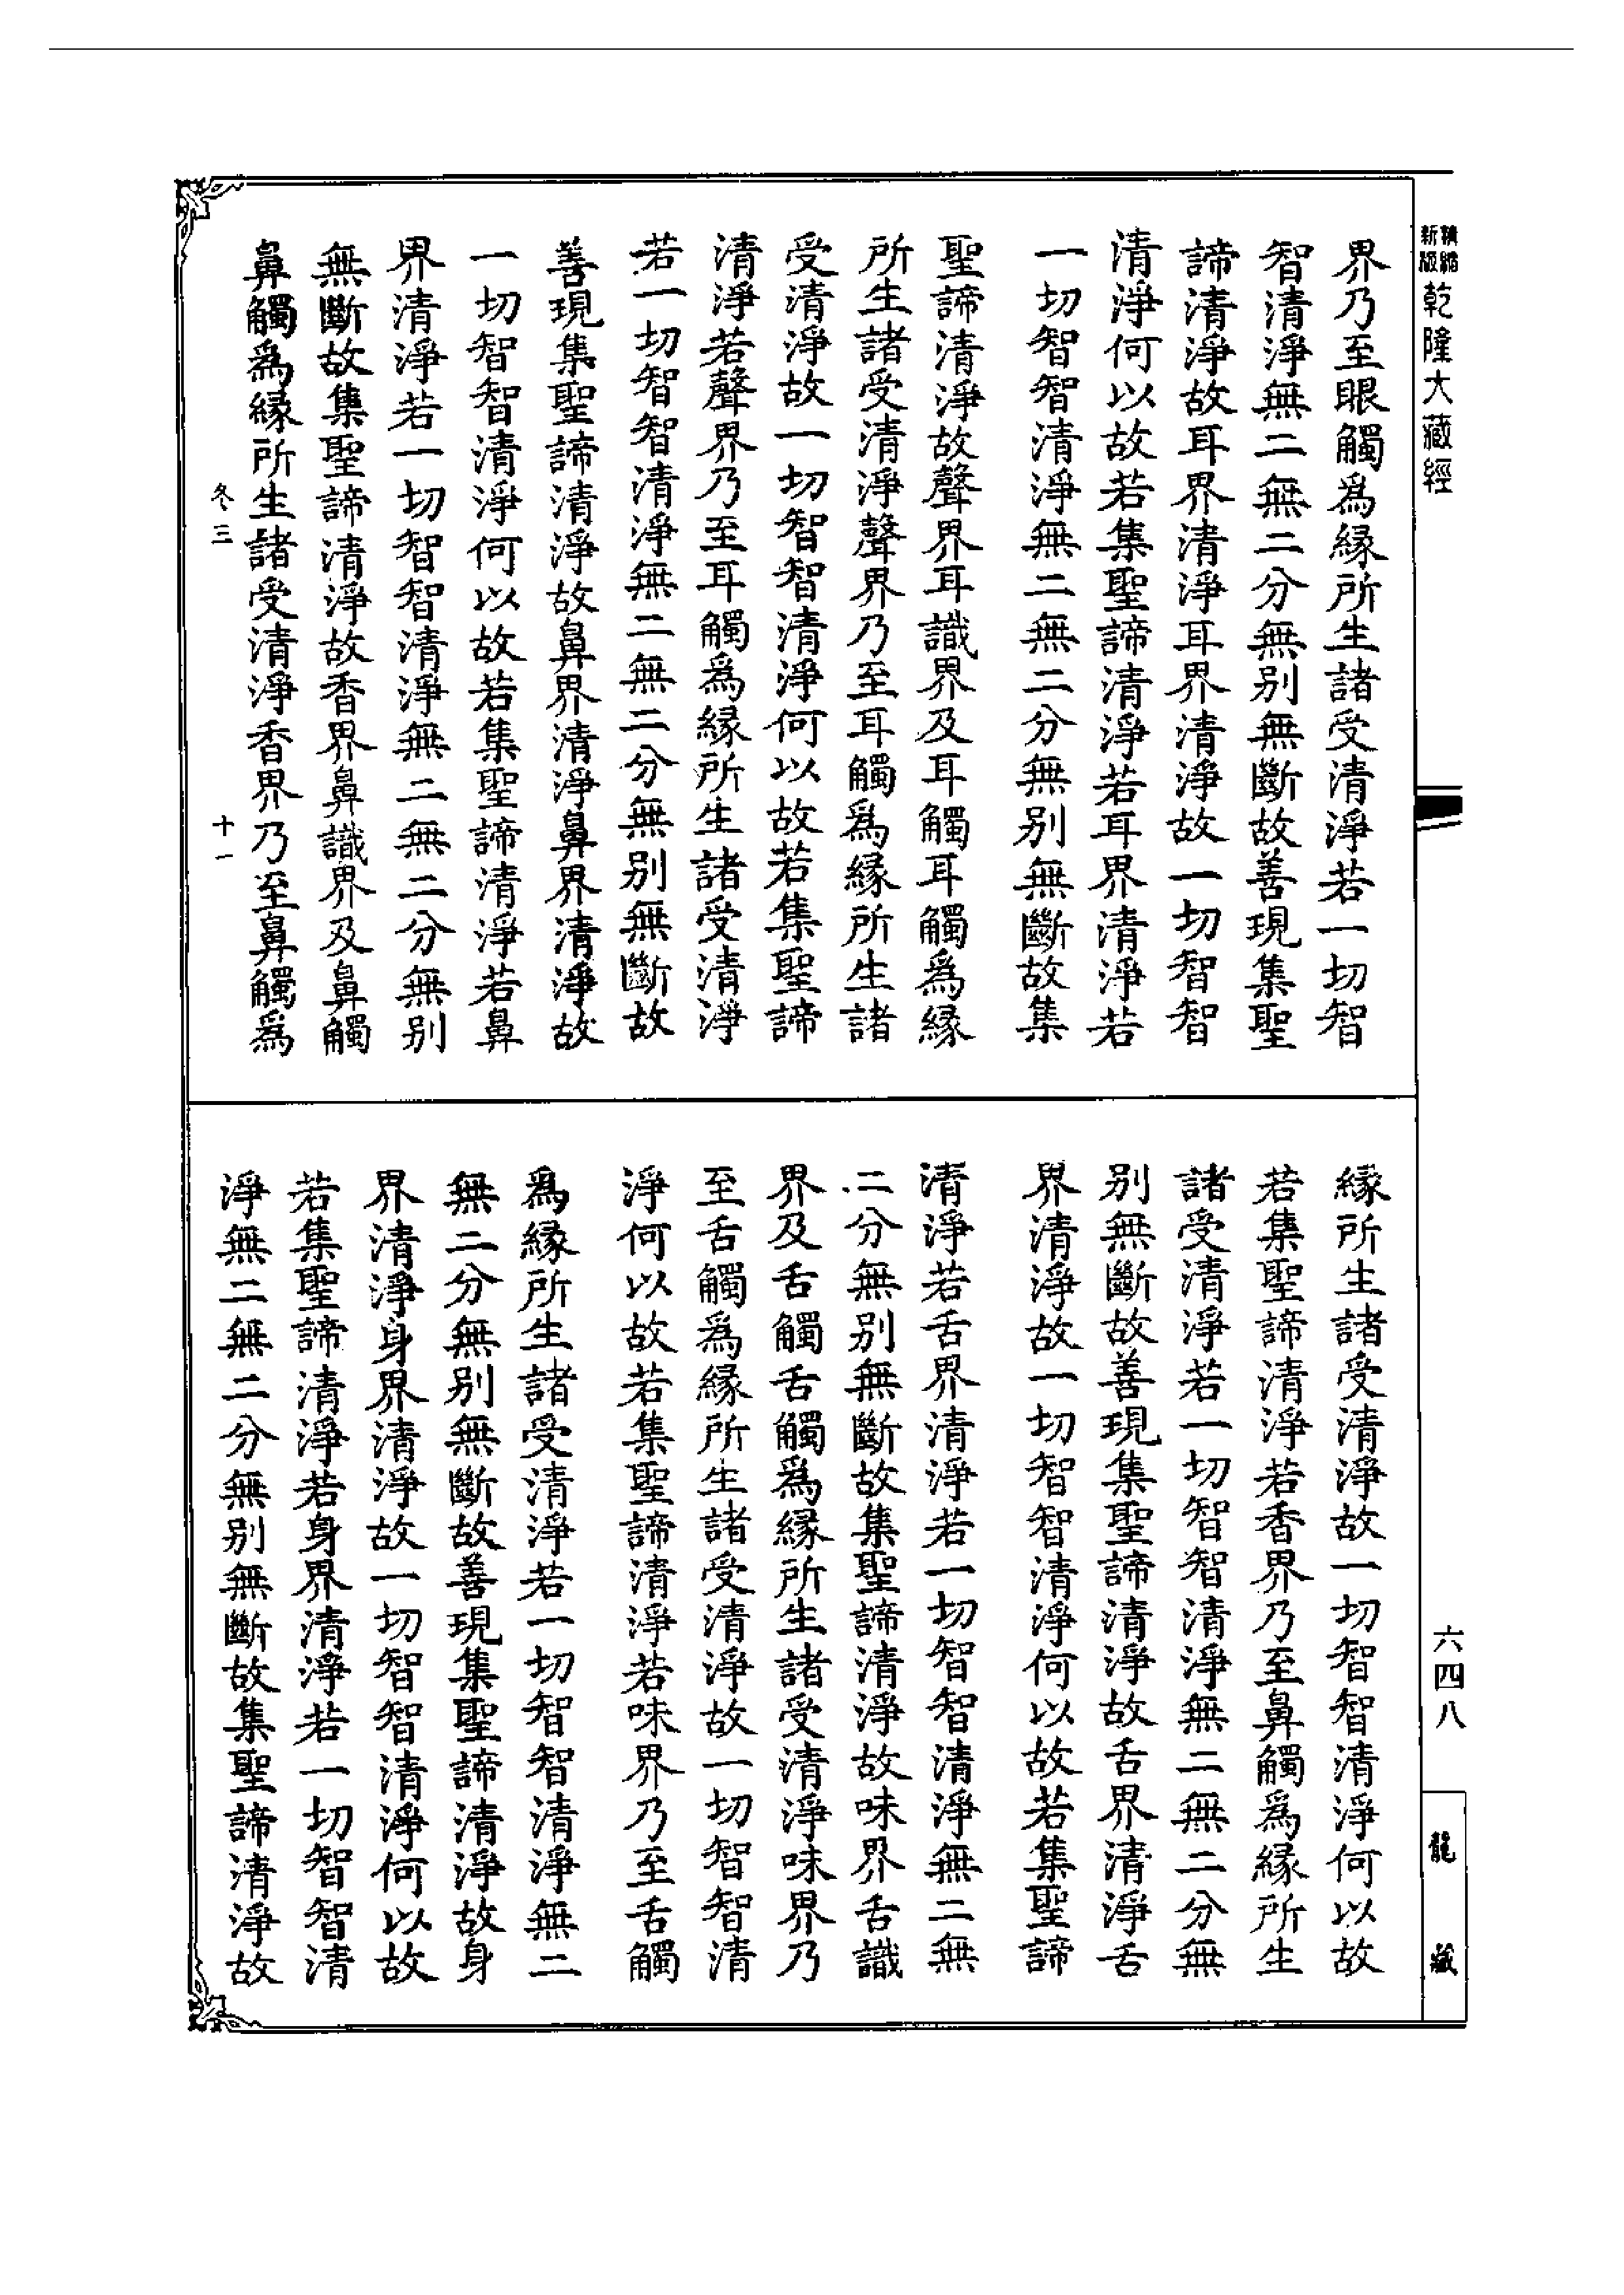 新版
精縮
乾隆大藏經
界乃至眼觸爲緣所生諸受清淨若一切智
智清淨無二無二分無別無斷故善現集聖
諦清淨故耳界清淨耳界清淨故一切智智
清淨何以故若集聖諦清淨若耳界清淨若
一切智智清淨無二無二分無別無斷故集
聖諦清淨故聲界耳識界及耳觸耳觸爲緣
所生諸受清淨聲界乃至耳觸爲緣所生諸
受清淨故一切智智清淨何以故若集聖諦
清淨若聲界乃至耳觸爲緣所生諸受清淨
若一切智智清淨無二無二分無別無斷故
善現集聖諦清淨故鼻界清淨鼻界清淨故
一切智智清淨何以故若集聖諦清淨若鼻
界清淨若一切智智清淨無二無二分無別
無斷故集聖諦清淨故香界鼻識界及鼻觸
鼻觸爲緣所生諸受清淨香界乃至鼻觸爲
冬三
十一
緣所生諸受清淨故一切智智清淨何以故
若集聖諦清淨若香界乃至鼻觸爲緣所生
諸受清淨若一切智智清淨無二無二分無
別無斷故善現集聖諦清淨故舌界清淨舌
界清淨故一切智智清淨何以故若集聖諦
清淨若舌界清淨若一切智智清淨無二無
二分無別無斷故集聖諦清淨故味界舌識
界及舌觸舌觸爲緣所生諸受清淨味界乃
至舌觸爲緣所生諸受清淨故一切智智清
淨何以故若集聖諦清淨若味界乃至舌觸
爲緣所生諸受清淨若一切智智清淨無二
無二分無別無斷故善現集聖諦清淨故身
界清淨身界清淨故一切智智清淨何以故
若集聖諦清淨若身界清淨若一切智智清
淨無二無二分無別無斷故集聖諦清淨故
六四八
龍藏